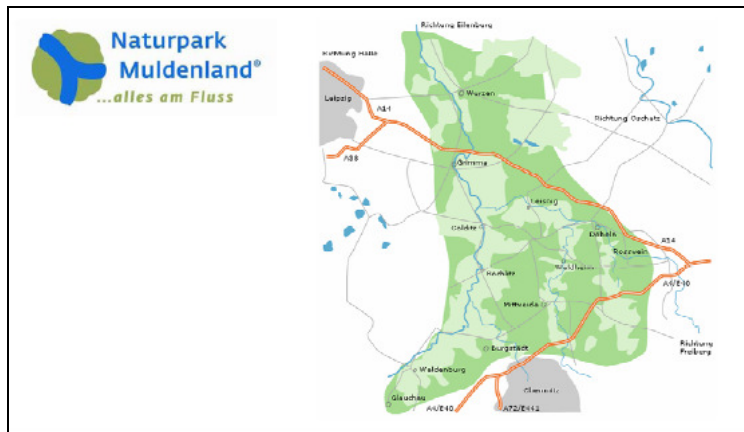 Naturpark
Muldenland®
...alles am Fluss
Richtung Eilenburg
Richtung Halle
Leipzig
A14
Wurzen
Richtung Oschatz
A38
Grimma
Leisnig
Colditz
Döbeln
A14
Rosswein
Waldheim
Rochlitz
A4/E40
Mittweida
Richtung
Freiberg
Burgstädt
Waldenburg
Chemnitz
Glauchau
A4/E40
A72/E441